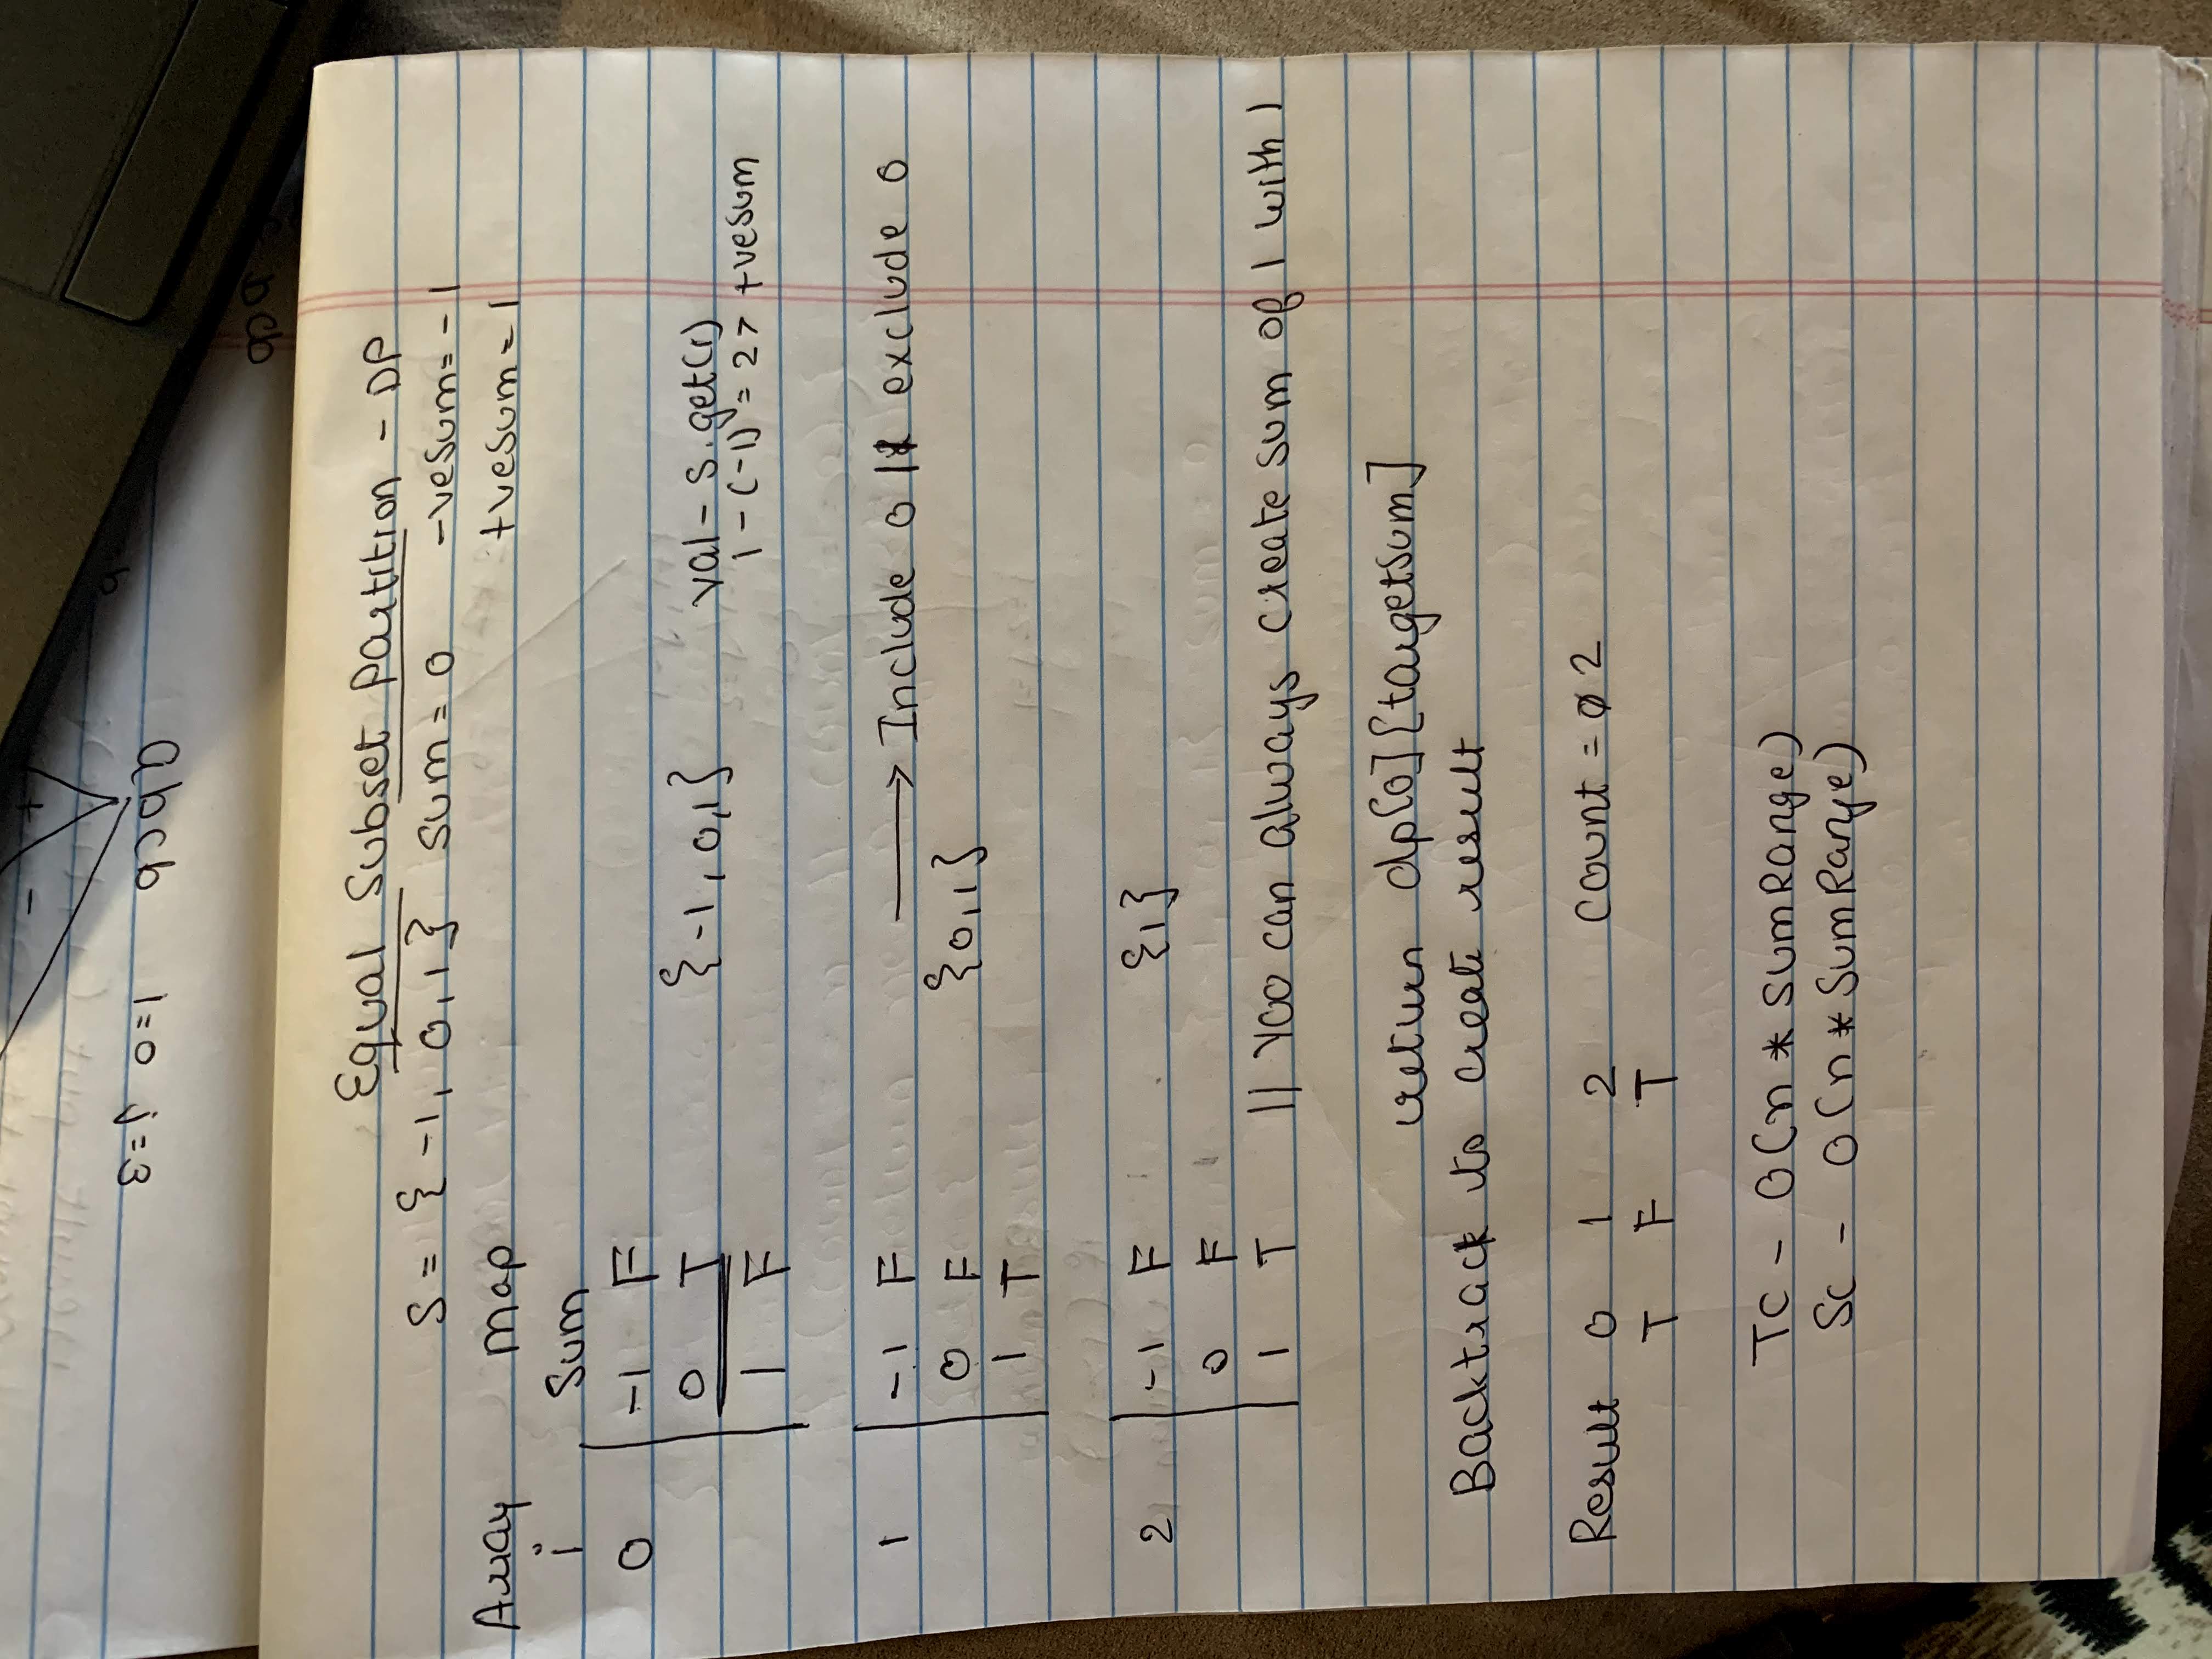 abcb i=0 j=3
Equal Subset Partition - DP
S = {-1, 0, 1} sum = 0 -vesum = -1
Array Map +vesum = 1
i Sum
0 -1 F
0 T {-1, 0, 1} val - s.get(i)
1 F 1 - (-1) = 2 > +vesum
1 -1 F → Include 0 || exclude 0
0 F {0, 1}
1 T
2 -1 F {1}
0 F
1 T // You can always create sum of 1 with 1
return dp[0][targetsum]
Backtrack to create result
Result 0 1 2 Count = 0 2
T F T
TC - O(n * sumRange)
SC - O(n * SumRange)